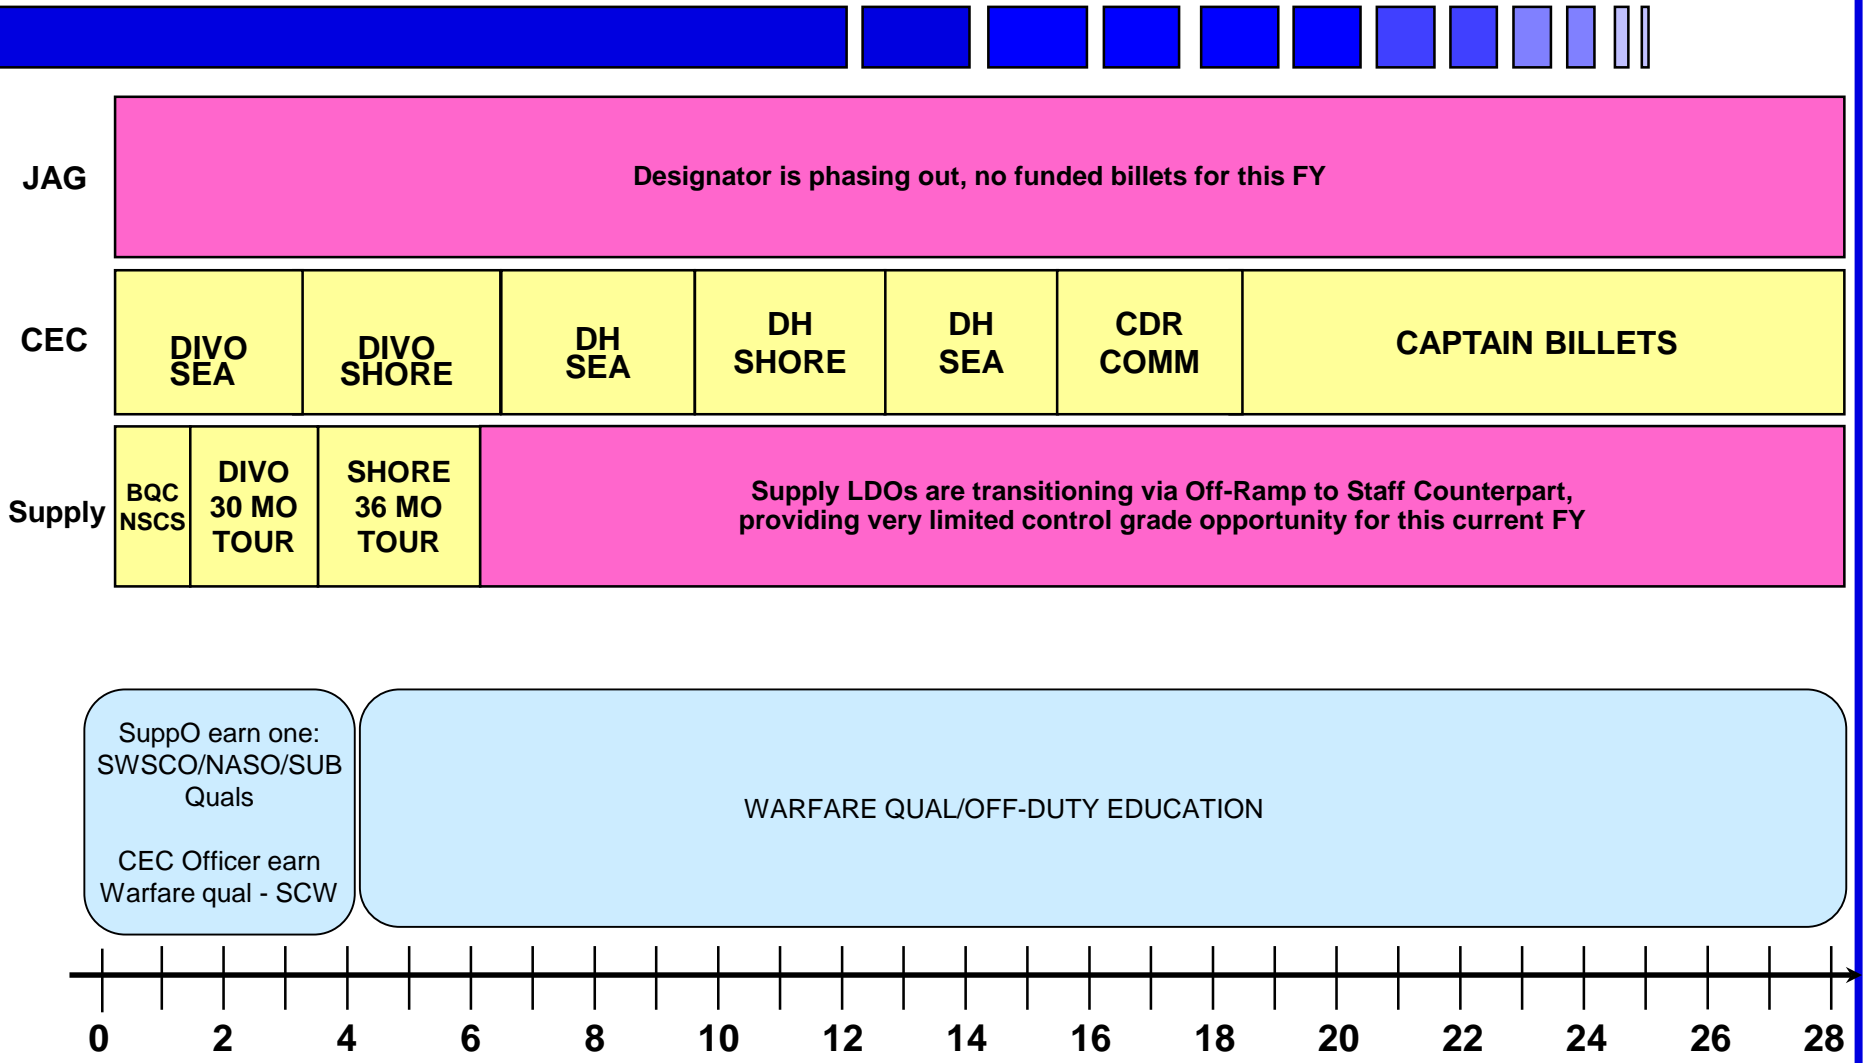 JAG
Designator is phasing out, no funded billets for this FY
CEC
DIVO
SEA
DIVO
SHORE
DH
SEA
DH
SHORE
DH
SEA
CDR
COMM
CAPTAIN BILLETS
Supply
BQC
NSCS
DIVO
30 MO
TOUR
SHORE
36 MO
TOUR
Supply LDOs are transitioning via Off-Ramp to Staff Counterpart,
providing very limited control grade opportunity for this current FY
SuppO earn one:
SWSCO/NASO/SUB
Quals
CEC Officer earn
Warfare qual - SCW
WARFARE QUAL/OFF-DUTY EDUCATION
0 2 4 6 8 10 12 14 16 18 20 22 24 26 28